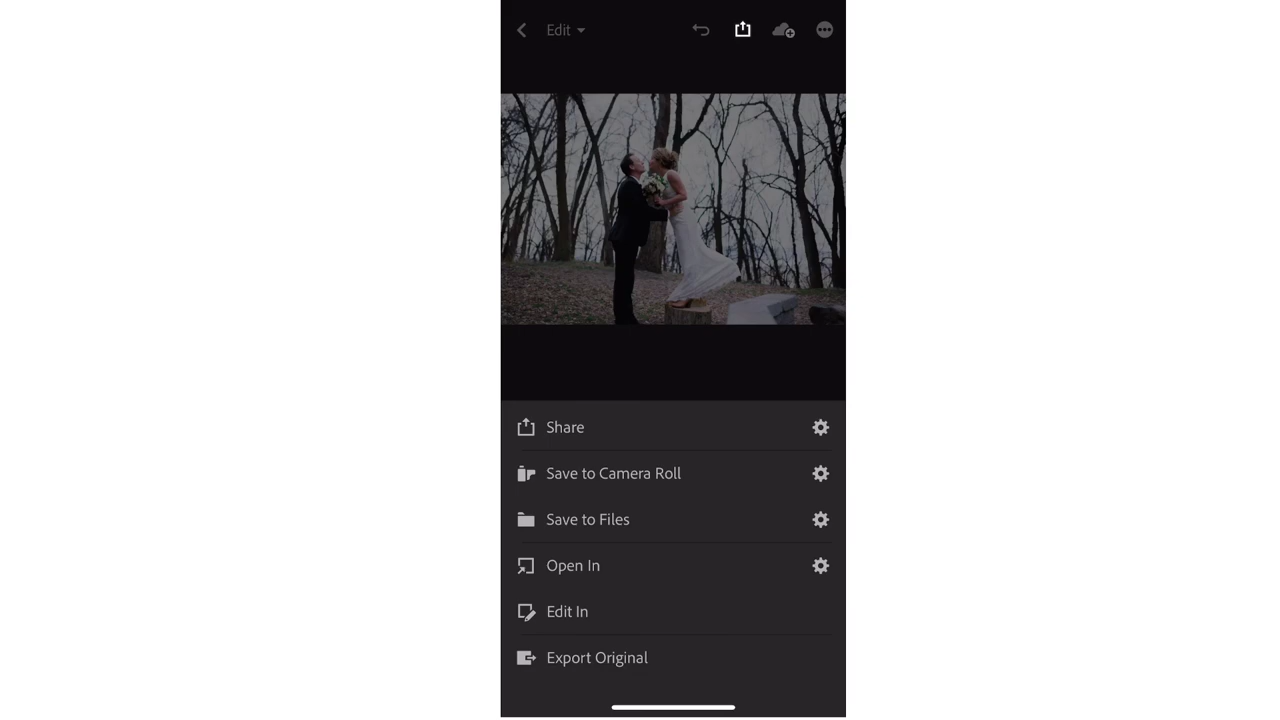 Edit
Share
Save to Camera Roll
Save to Files
Open In
Edit In
Export Original